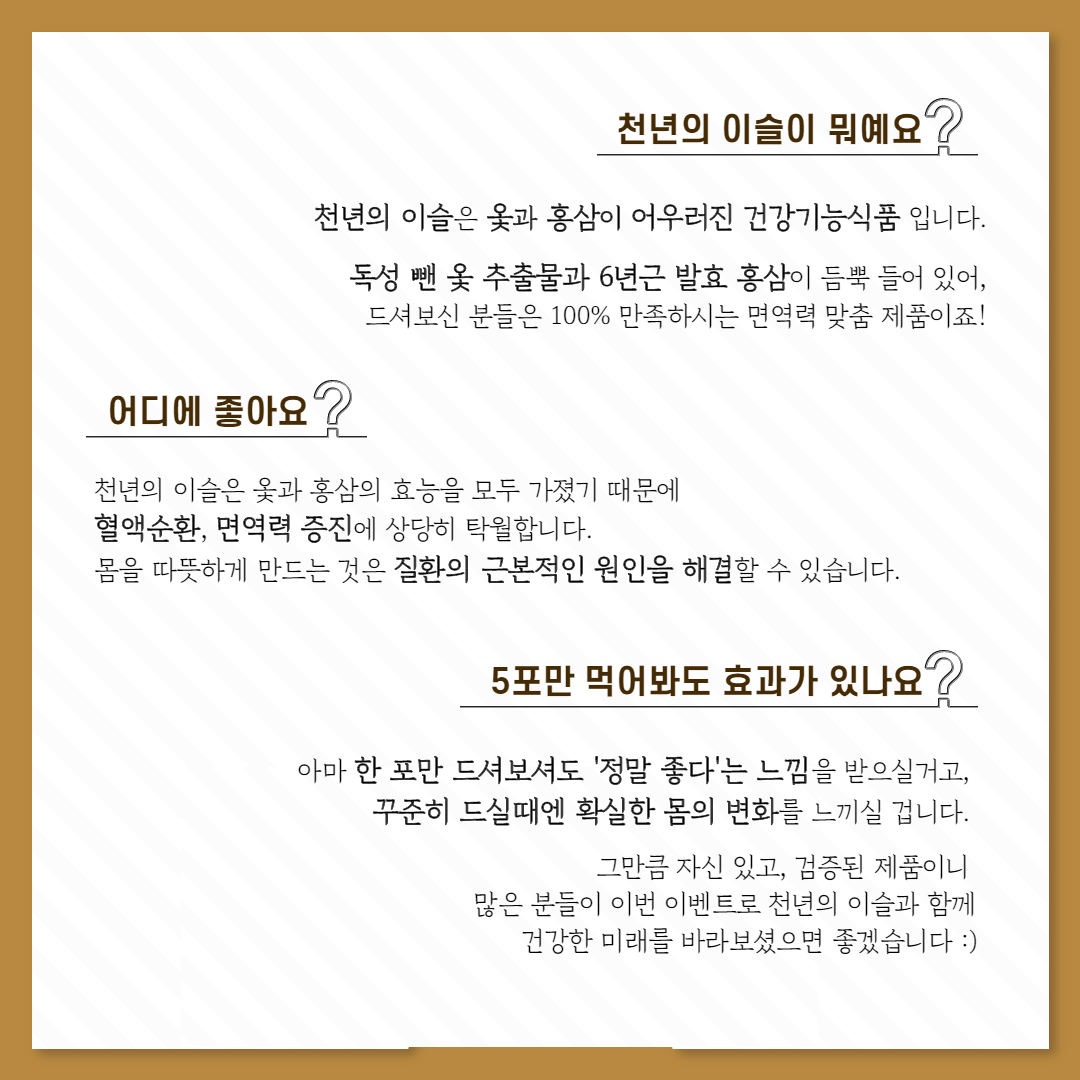 천년의 이슬이 뭐예요?
천년의 이슬은 옻과 홍삼이 어우러진 건강기능식품 입니다.
독성 뺀 옻 추출물과 6년근 발효 홍삼이 듬뿍 들어 있어,
드셔보신 분들은 100% 만족하시는 면역력 맞춤 제품이죠!
어디에 좋아요?
천년의 이슬은 옻과 홍삼의 효능을 모두 가졌기 때문에
혈액순환, 면역력 증진에 상당히 탁월합니다.
몸을 따뜻하게 만드는 것은 질환의 근본적인 원인을 해결할 수 있습니다.
5포만 먹어봐도 효과가 있나요?
아마 한 포만 드셔보셔도 '정말 좋다'는 느낌을 받으실거고,
꾸준히 드실때엔 확실한 몸의 변화를 느끼실 겁니다.
그만큼 자신 있고, 검증된 제품이니
많은 분들이 이번 이벤트로 천년의 이슬과 함께
건강한 미래를 바라보셨으면 좋겠습니다 :)